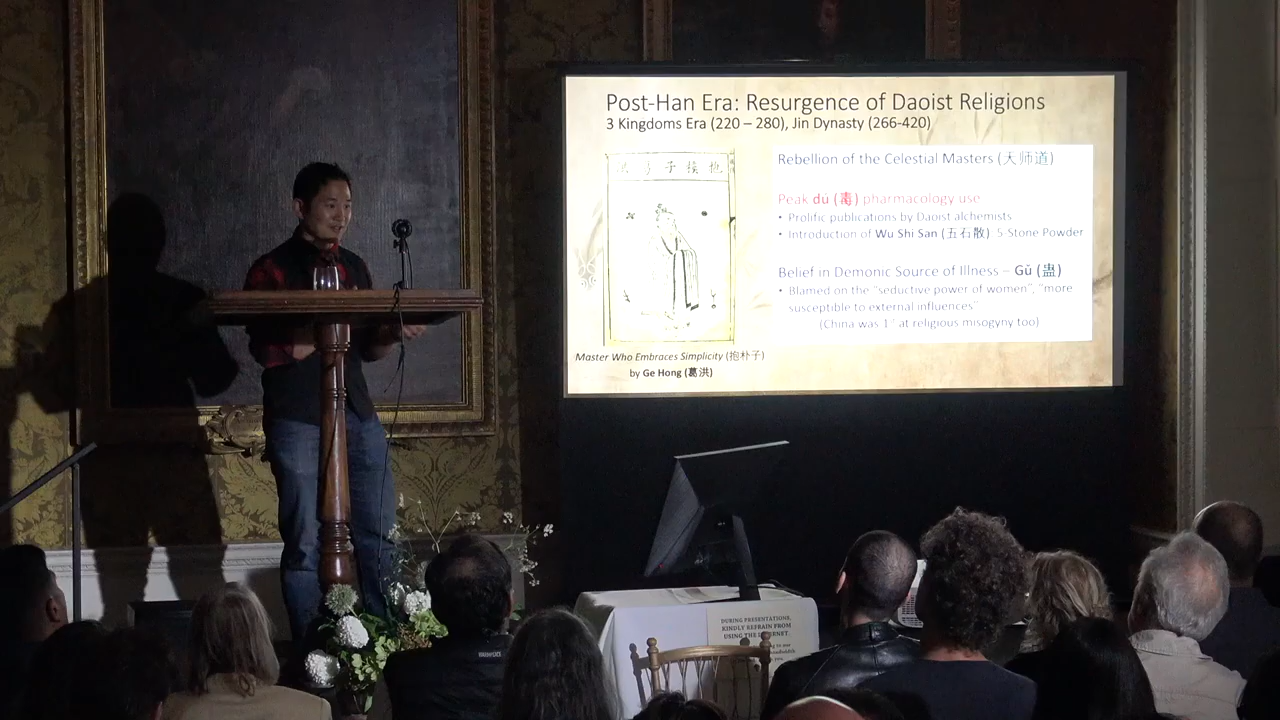 Post-Han Era: Resurgence of Daoist Religions
3 Kingdoms Era (220 – 280), Jin Dynasty (266-420)
子 樸 抱
Master Who Embraces Simplicity (抱朴子)
by Ge Hong (葛洪)
Rebellion of the Celestial Masters (天师道)
Peak dú (毒) pharmacology use
• Prolific publications by Daoist alchemists
• Introduction of Wu Shi San (五石散) 5-Stone Powder
Belief in Demonic Source of Illness – Gǔ (蛊)
• Blamed on the "seductive power of women", "more
susceptible to external influences"
(China was 1st at religious misogyny too)
DURING PRESENTATIONS,
KINDLY REFRAIN FROM
USING THE INTERNET.